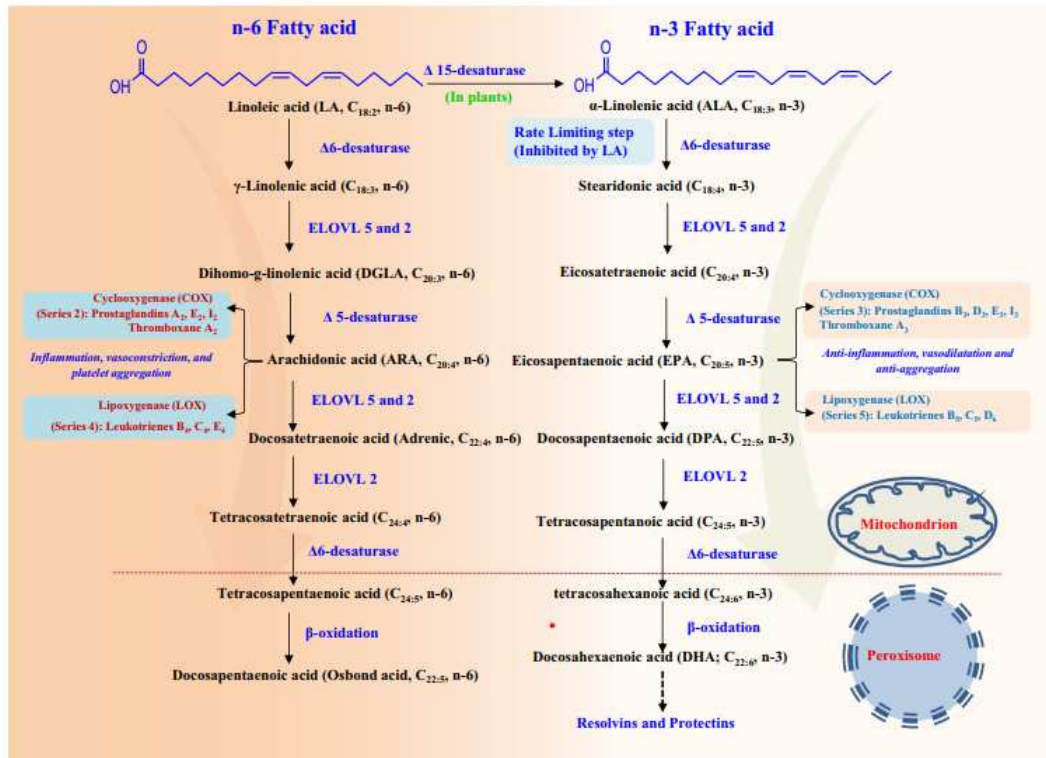 n-6 Fatty acid
n-3 Fatty acid
O
OH
Δ 15-desaturase
(In plants)
O
OH
Linoleic acid (LA, C18:2, n-6)
α-Linolenic acid (ALA, C18:3, n-3)
Δ6-desaturase
Rate Limiting step
(Inhibited by LA)
Δ6-desaturase
γ-Linolenic acid (C18:3, n-6)
Stearidonic acid (C18:4, n-3)
ELOVL 5 and 2
ELOVL 5 and 2
Dihomo-g-linolenic acid (DGLA, C20:3, n-6)
Eicosatetraenoic acid (C20:4, n-3)
Cyclooxygenase (COX)
(Series 2): Prostaglandins A2, E2, I2
Thromboxane A2
Δ 5-desaturase
Δ 5-desaturase
Cyclooxygenase (COX)
(Series 3): Prostaglandins B3, D3, E3, I3
Thromboxane A3
Inflammation, vasoconstriction, and
platelet aggregation
Arachidonic acid (ARA, C20:4, n-6)
Eicosapentaenoic acid (EPA, C20:5, n-3)
Anti-inflammation, vasodilatation and
anti-aggregation
Lipoxygenase (LOX)
(Series 4): Leukotrienes B4, C4, E4
ELOVL 5 and 2
ELOVL 5 and 2
Lipoxygenase (LOX)
(Series 5): Leukotrienes
Docosatetraenoic acid (Adrenic, C22:4, n-6)
Docosapentaenoic acid (DPA, C22:5, n-3)
ELOVL 2
ELOVL 2
Tetracosatetraenoic acid (C24:4, n-6)
Tetracosapentanoic acid (C24:5, n-3)
Mitochondrion
Δ6-desaturase
Δ6-desaturase
Tetracosapentaenoic acid (C24:5, n-6)
tetracosahexanoic acid (C24:6, n-3)
β-oxidation
β-oxidation
Peroxisome
Docosapentaenoic acid (Osbond acid, C22:5, n-6)
Docosahexaenoic acid (DHA; C22:6, n-3)
Resolvins and Protectins